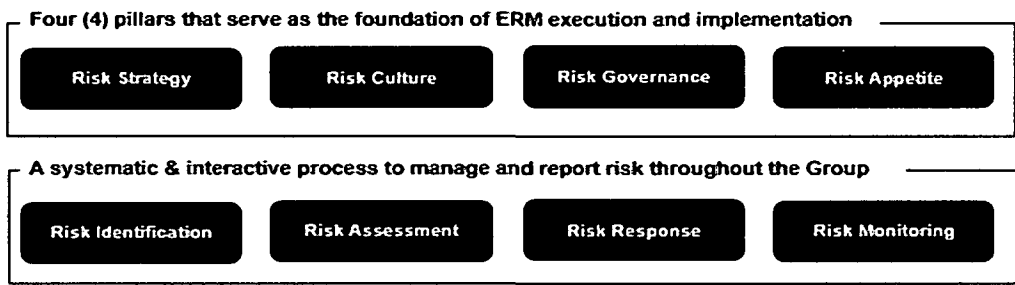 Four (4) pillars that serve as the foundation of ERM execution and implementation
Risk Strategy
Risk Culture
Risk Governance
Risk Appetite
A systematic & interactive process to manage and report risk throughout the Group
Risk Identification
Risk Assessment
Risk Response
Risk Monitoring